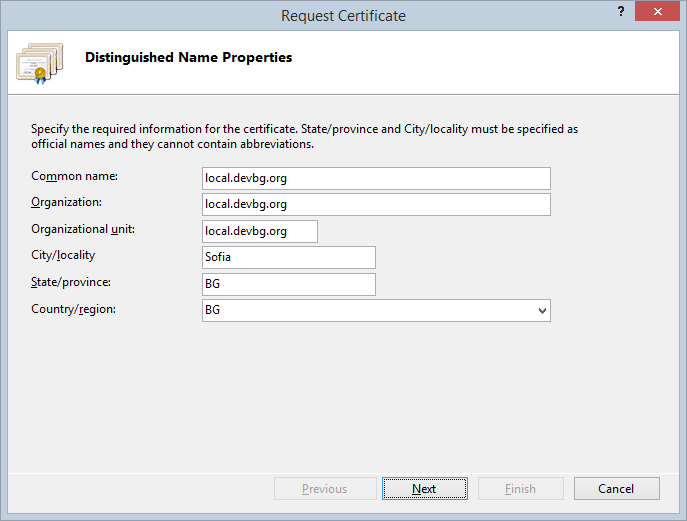 Request Certificate
?
Distinguished Name Properties
Specify the required information for the certificate. State/province and City/locality must be specified as
official names and they cannot contain abbreviations.
Common name: local.devbg.org
Organization: local.devbg.org
Organizational unit: local.devbg.org
City/locality Sofia
State/province: BG
Country/region: BG
Previous Next Finish Cancel